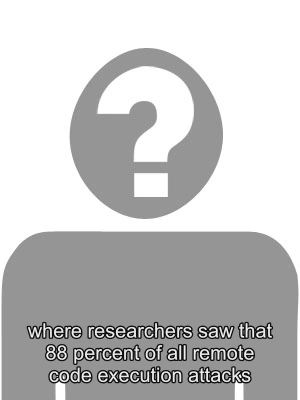 ?
where researchers saw that
88 percent of all remote
code execution attacks